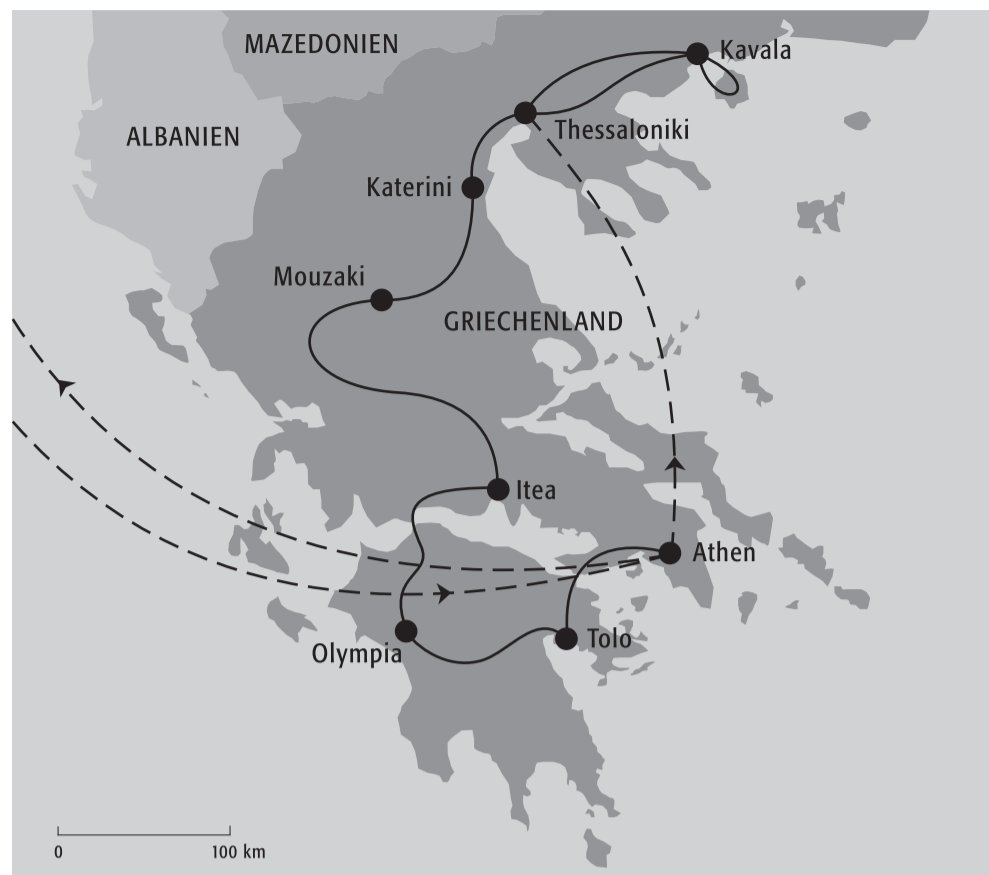 MAZEDONIEN
Kavala
ALBANIEN
Thessaloniki
Katerini
Mouzaki
GRIECHENLAND
Itea
Athen
Olympia
Tolo
0
100 km